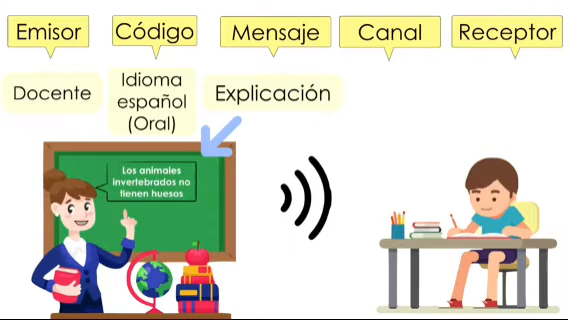 Emisor
Código
Mensaje
Canal
Receptor
Docente
Idioma
español
(Oral)
Explicación
Los animales
invertebrados no
tienen huesos